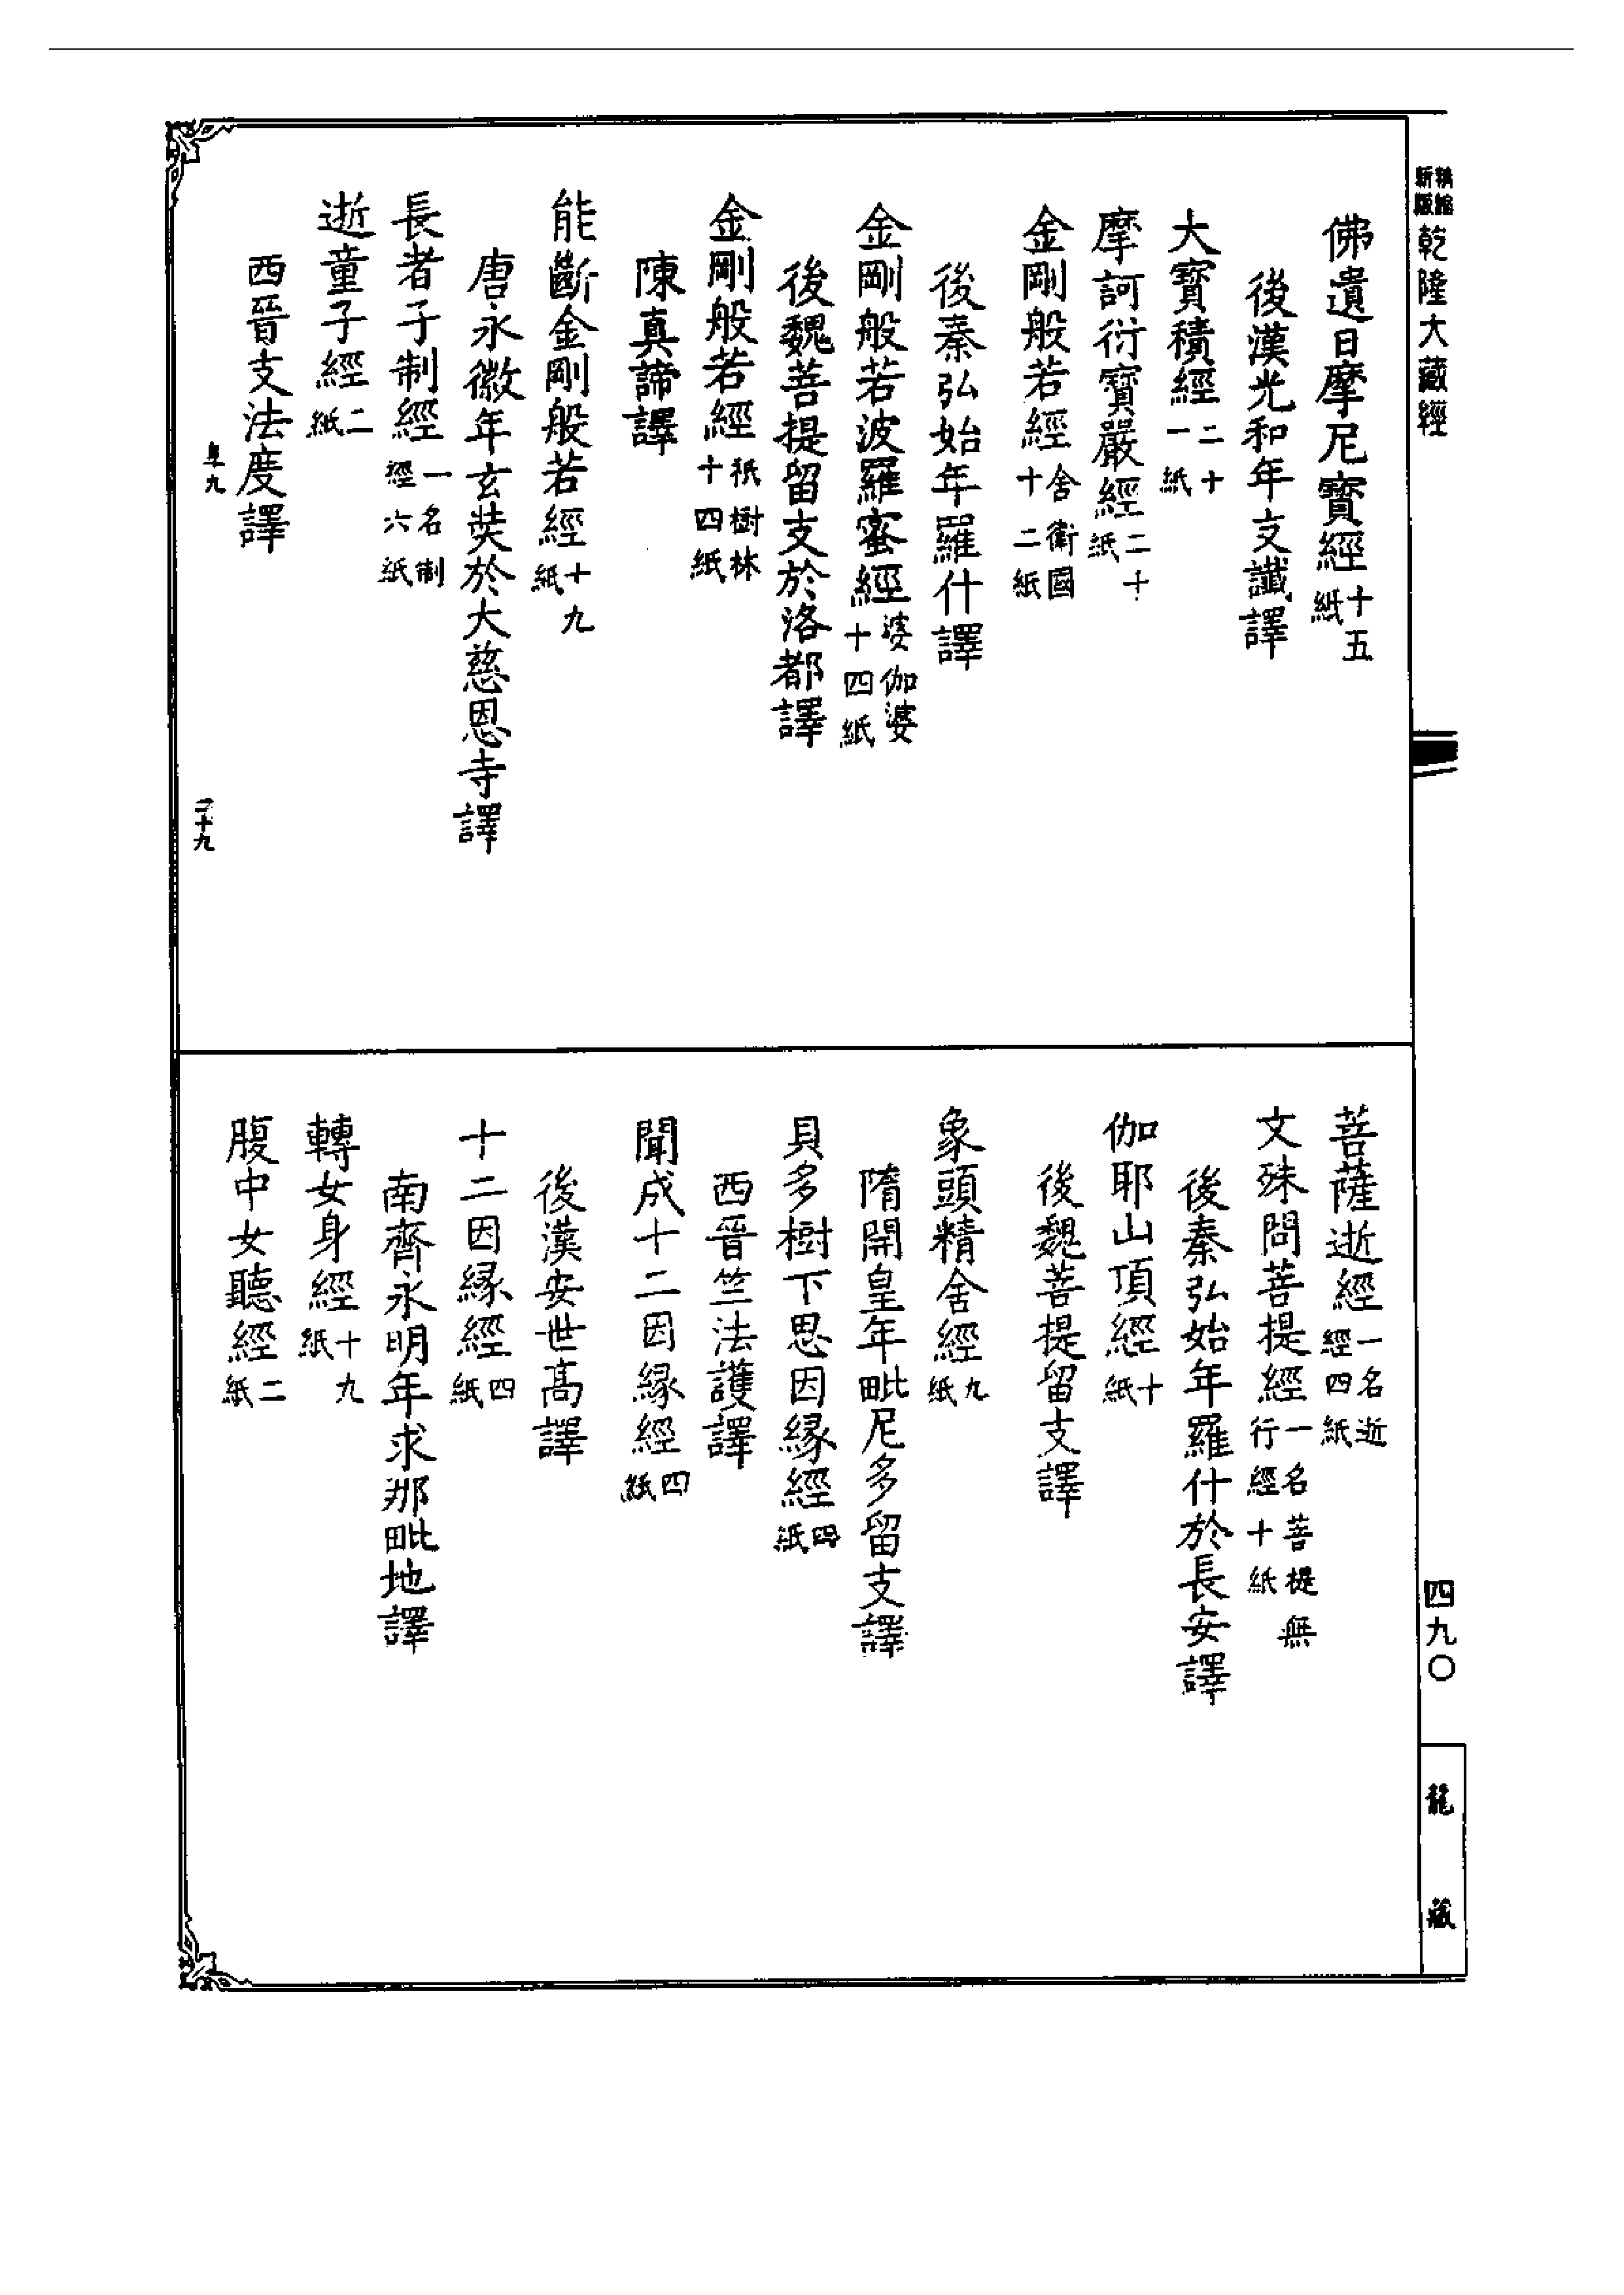 精縮新版乾隆大藏經
佛遺日摩尼寶經十五紙
後漢光和年支讖譯
大寶積經二十一紙
摩訶衍寶嚴經二十紙
金剛般若經舍衛國十二紙
後秦弘始年羅什譯
金剛般若波羅蜜經婆伽婆十四紙
後魏菩提留支於洛都譯
金剛般若經祇樹林十四紙
陳真諦譯
能斷金剛般若經十九紙
唐永徽年玄奘於大慈恩寺譯
長者子制經一名制經六紙
逝童子經二紙
西晉支法度譯
阜九
二十九
菩薩逝經一名逝經四紙
文殊問菩提經一名菩提無行經十紙
後秦弘始年羅什於長安譯
伽耶山頂經十紙
後魏菩提留支譯
象頭精舍經九紙
隋開皇年毗尼多留支譯
貝多樹下思因緣經四紙
西晉竺法護譯
聞成十二因緣經四紙
後漢安世高譯
十二因緣經四紙
南齊永明年求那毗地譯
轉女身經十九紙
腹中女聽經二紙
四九〇
龍藏